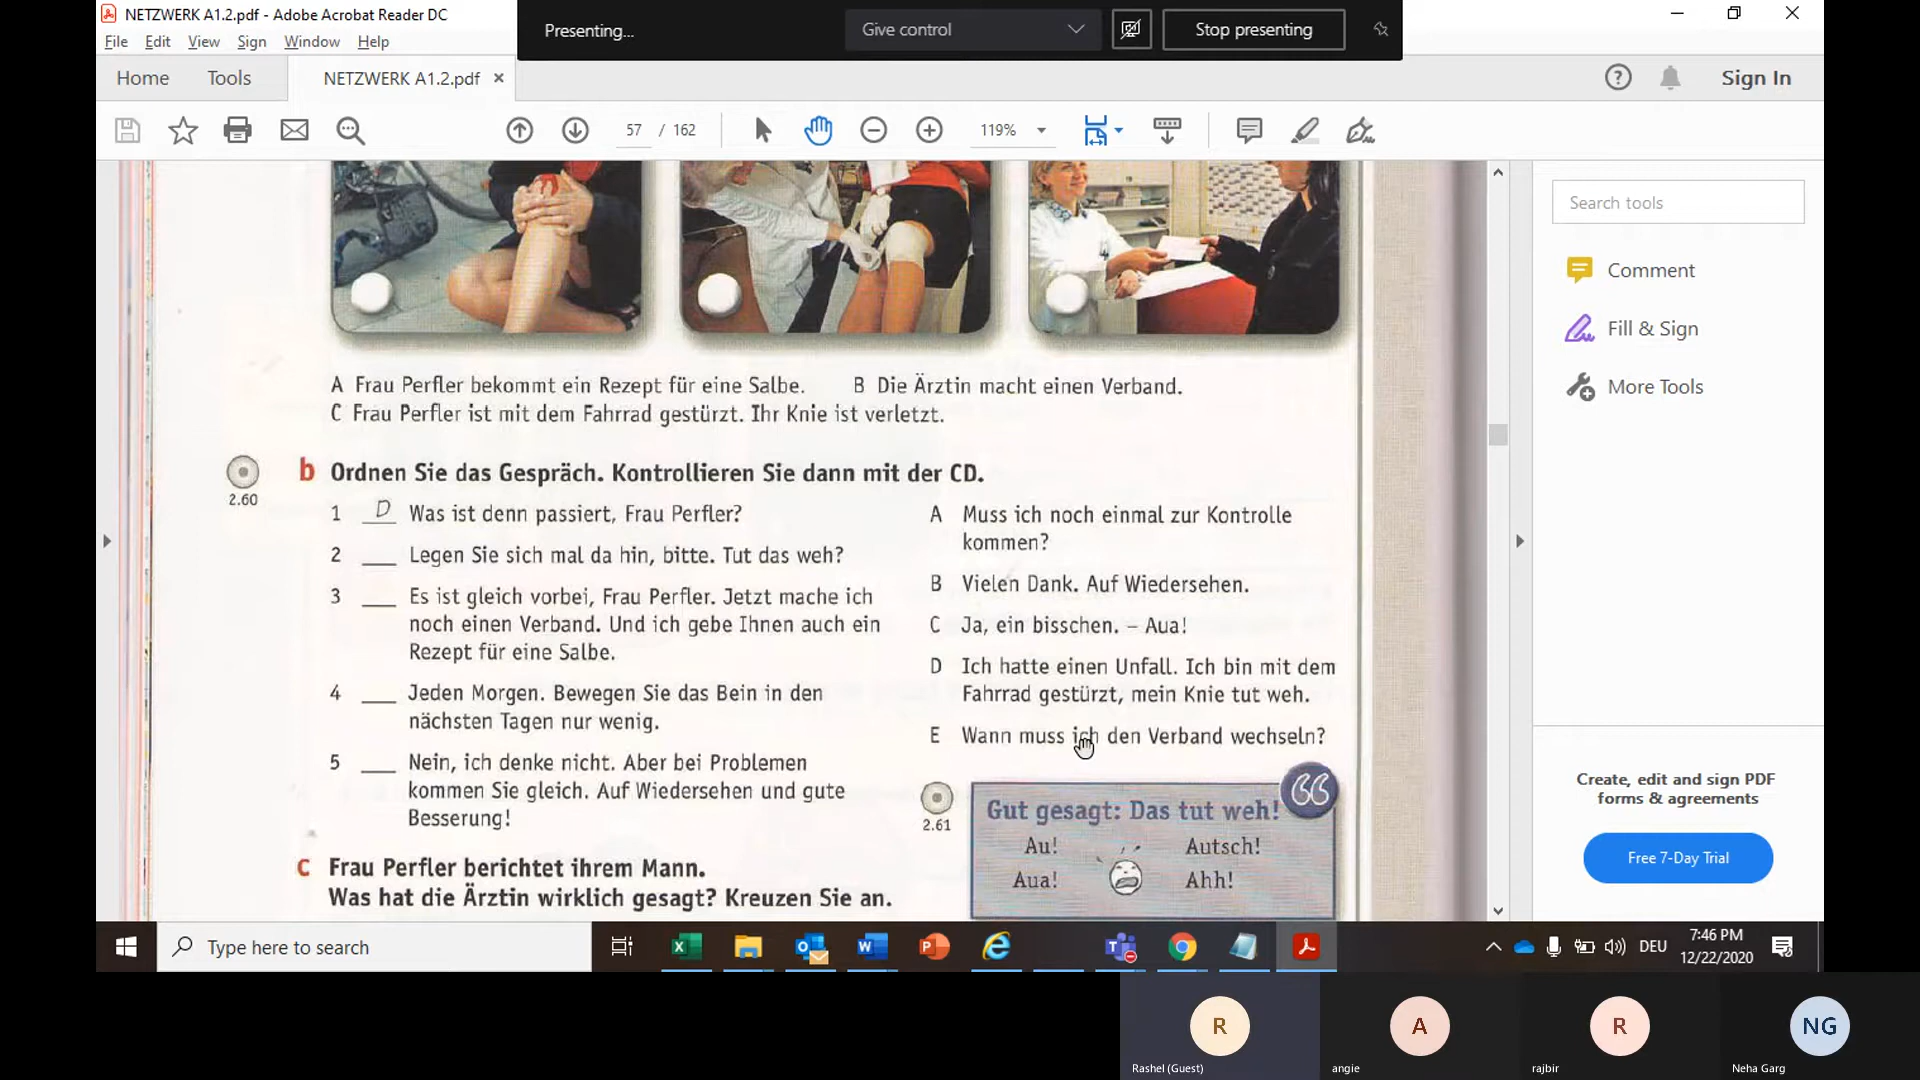 NETZWERK A1.2.pdf - Adobe Acrobat Reader DC
File Edit View Sign Window Help
Presenting...
Give control
Stop presenting
Home
Tools
NETZWERK A1.2.pdf
Sign In
57 / 162
119%
Search tools
Comment
Fill & Sign
More Tools
A Frau Perfler bekommt ein Rezept für eine Salbe. B Die Ärztin macht einen Verband.
C Frau Perfler ist mit dem Fahrrad gestürzt. Ihr Knie ist verletzt.
2.60
b Ordnen Sie das Gespräch. Kontrollieren Sie dann mit der CD.
1 D Was ist denn passiert, Frau Perfler?
2 ___ Legen Sie sich mal da hin, bitte. Tut das weh?
3 ___ Es ist gleich vorbei, Frau Perfler. Jetzt mache ich
noch einen Verband. Und ich gebe Ihnen auch ein
Rezept für eine Salbe.
4 ___ Jeden Morgen. Bewegen Sie das Bein in den
nächsten Tagen nur wenig.
5 ___ Nein, ich denke nicht. Aber bei Problemen
kommen Sie gleich. Auf Wiedersehen und gute
Besserung!
A Muss ich noch einmal zur Kontrolle
kommen?
B Vielen Dank. Auf Wiedersehen.
C Ja, ein bisschen. – Aua!
D Ich hatte einen Unfall. Ich bin mit dem
Fahrrad gestürzt, mein Knie tut weh.
E Wann muss ich den Verband wechseln?
2.61
Gut gesagt: Das tut weh!
Au! Autsch!
Aua! Ahh!
c Frau Perfler berichtet ihrem Mann.
Was hat die Ärztin wirklich gesagt? Kreuzen Sie an.
Create, edit and sign PDF
forms & agreements
Free 7-Day Trial
Type here to search
DEU
7:46 PM
12/22/2020
R
A
R
NG
Rashel (Guest)
angie
rajbir
Neha Garg